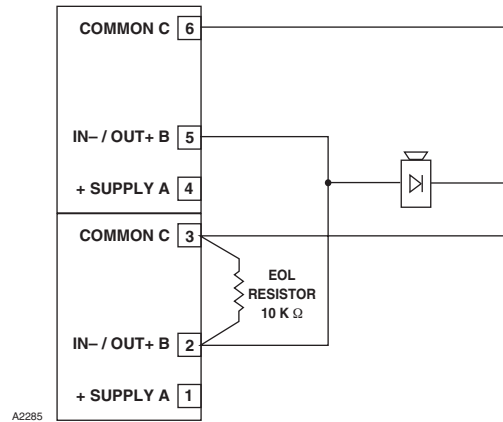 COMMON C 6
IN– / OUT+ B 5
+ SUPPLY A 4
COMMON C 3
EOL
RESISTOR
10 K Ω
IN– / OUT+ B 2
+ SUPPLY A 1
A2285